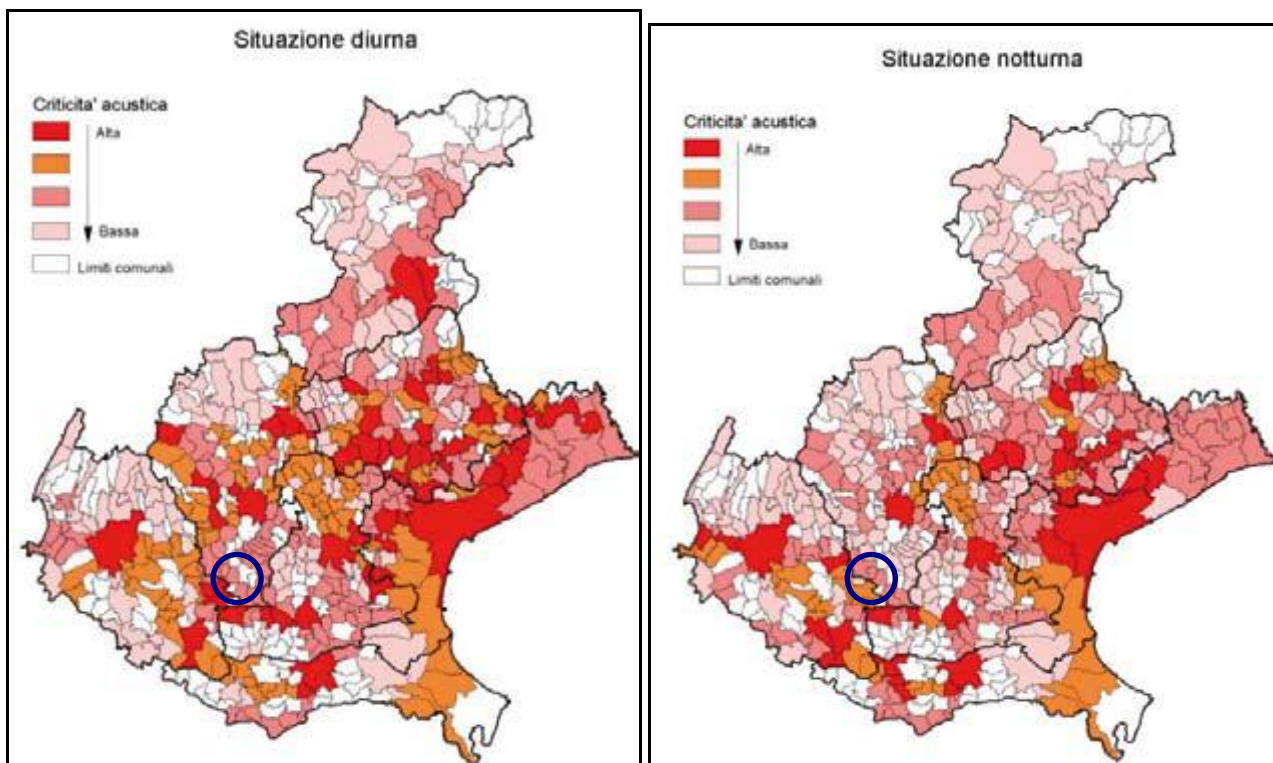 Situazione diurna
Criticita' acustica
Alta
Bassa
Limiti comunali
Situazione notturna
Criticita' acustica
Alta
Bassa
Limiti comunali